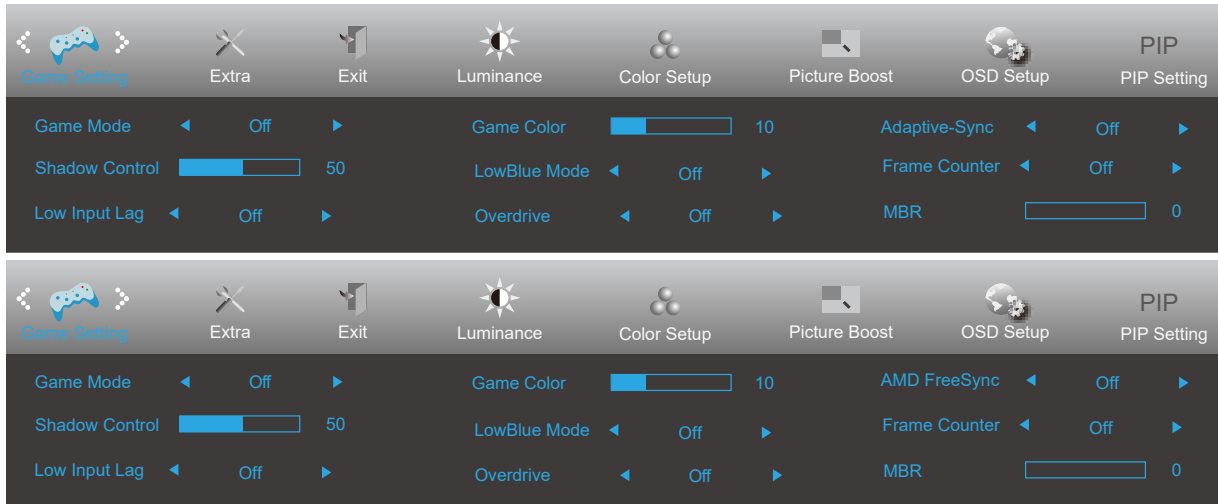 PIP
Game Setting Extra Exit Luminance Color Setup Picture Boost OSD Setup PIP Setting
Game Mode Off Game Color 10 Adaptive-Sync Off
Shadow Control 50 LowBlue Mode Off Frame Counter Off
Low Input Lag Off Overdrive Off MBR 0
PIP
Game Setting Extra Exit Luminance Color Setup Picture Boost OSD Setup PIP Setting
Game Mode Off Game Color 10 AMD FreeSync Off
Shadow Control 50 LowBlue Mode Off Frame Counter Off
Low Input Lag Off Overdrive Off MBR 0